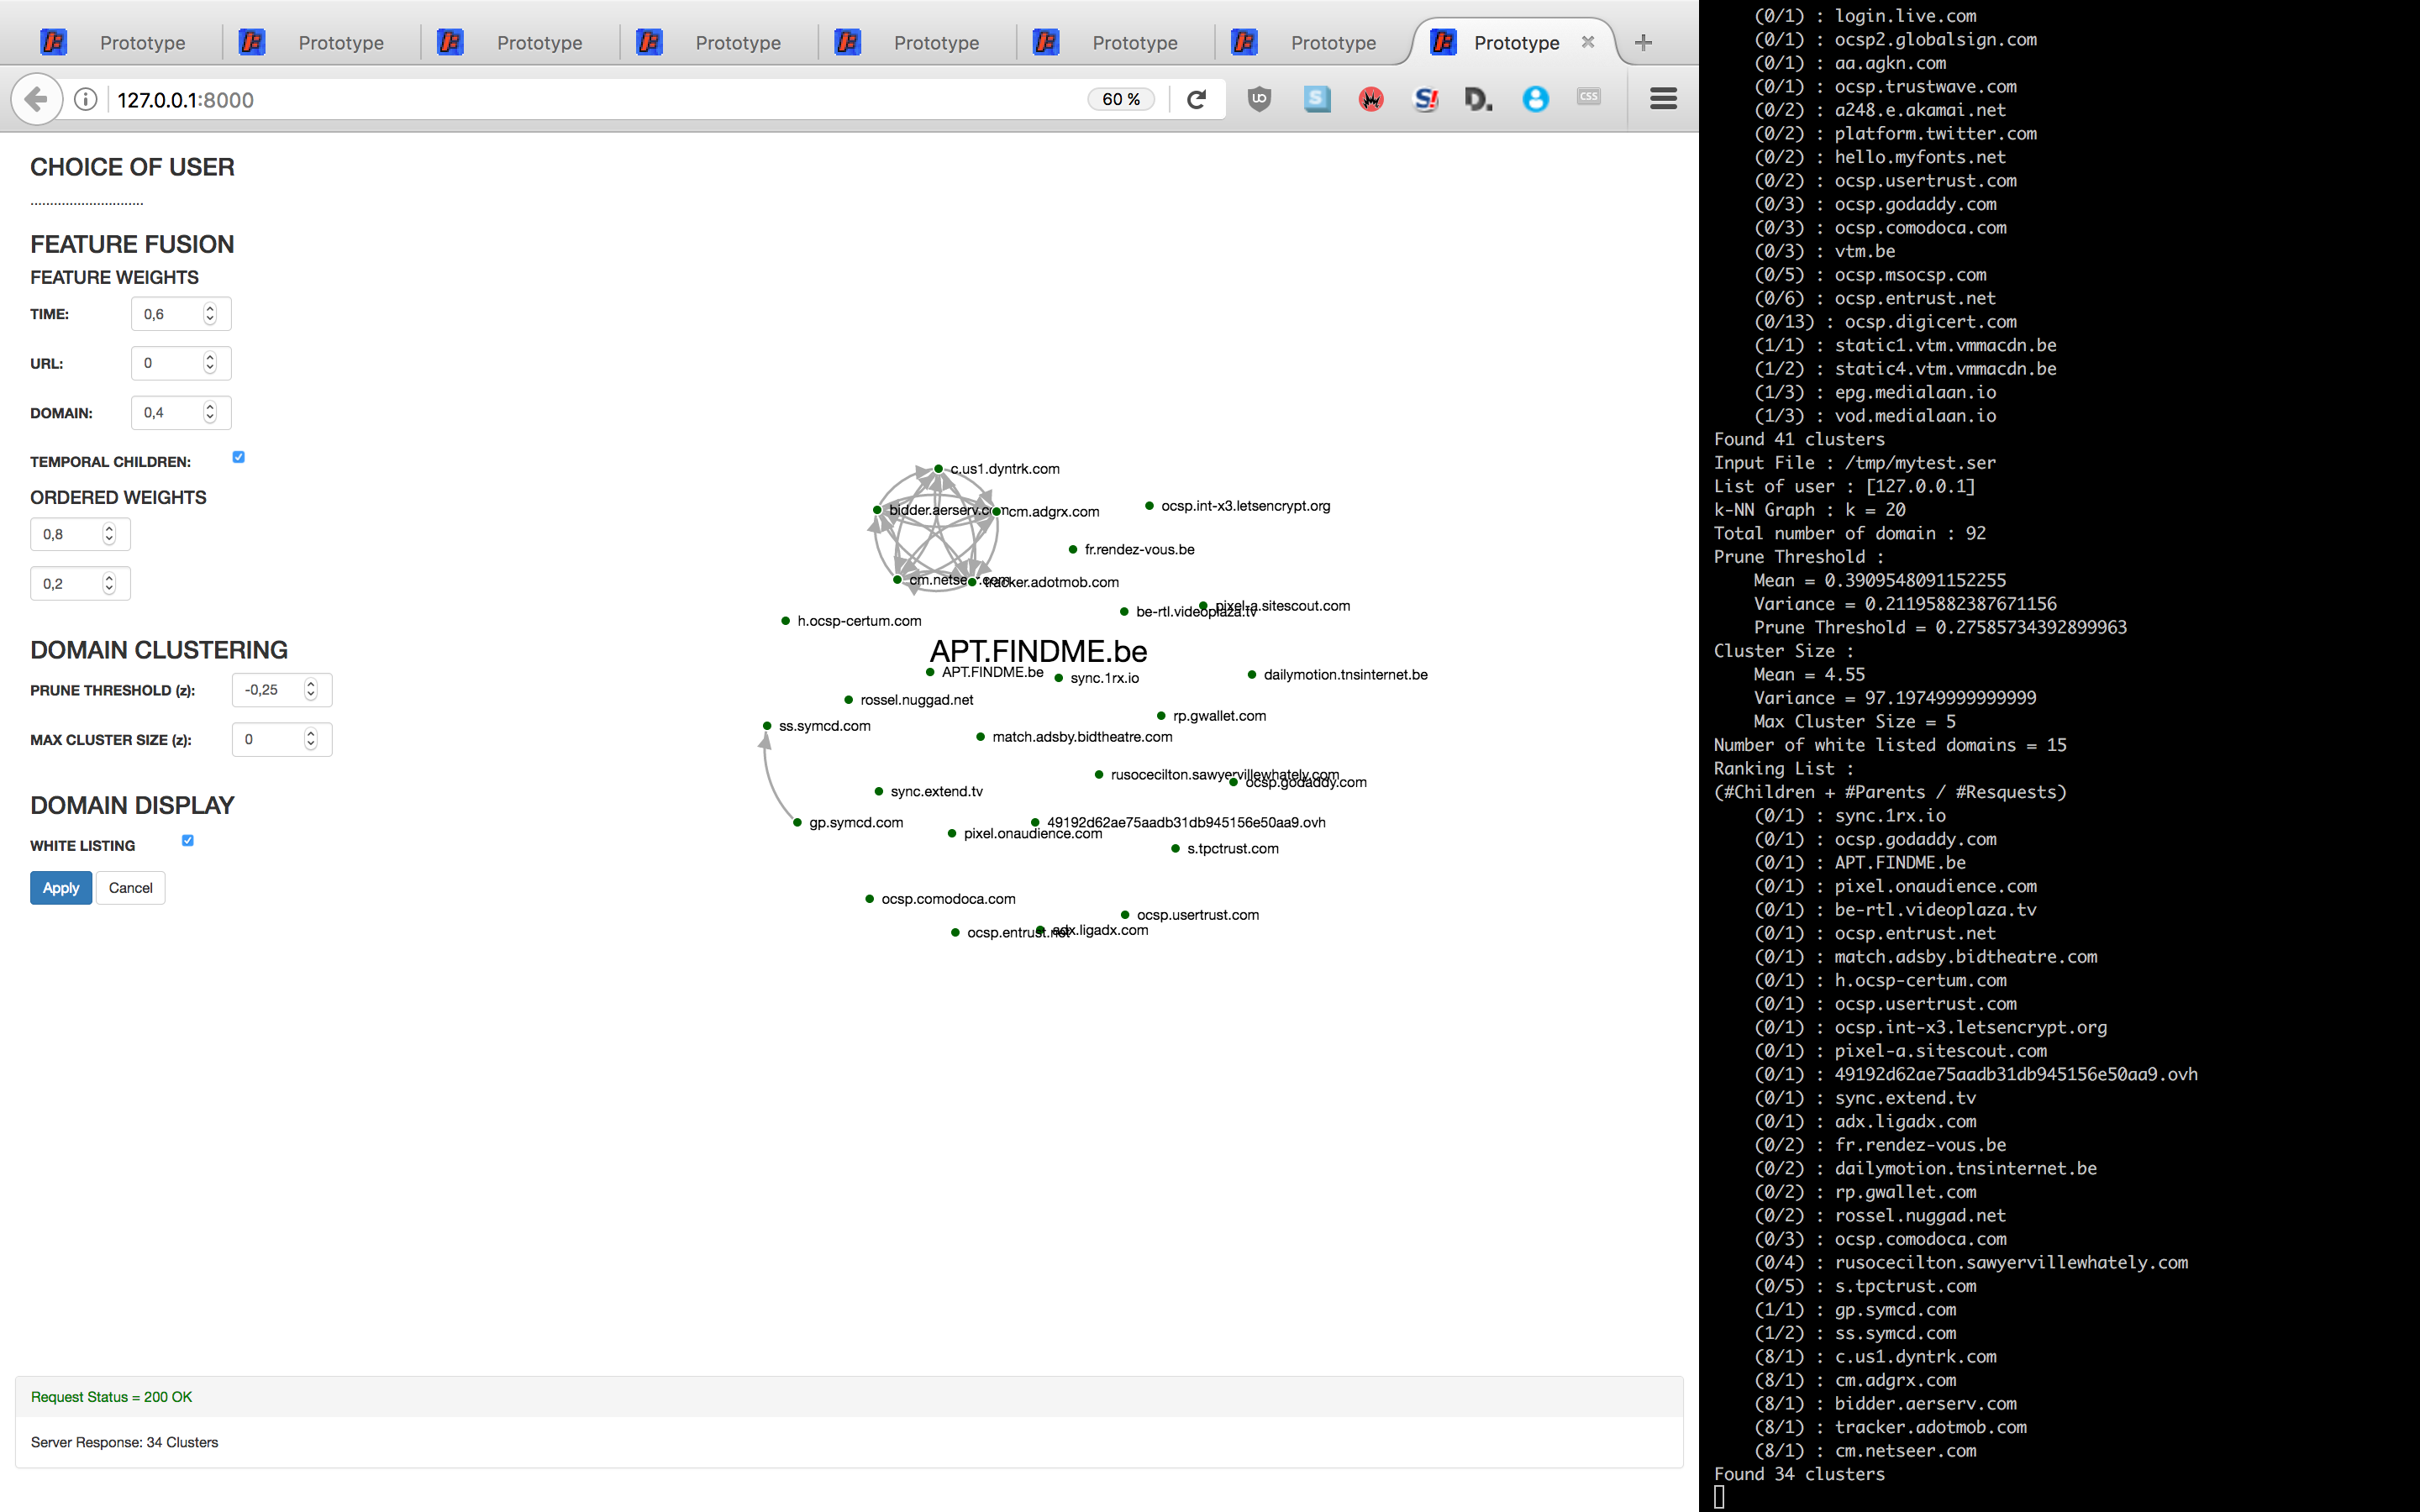 Prototype
Prototype
Prototype
Prototype
Prototype
Prototype
Prototype
Prototype
127.0.0.1:8000
60 %
CSS
CHOICE OF USER
.............................
FEATURE FUSION
FEATURE WEIGHTS
TIME: 0,6
URL: 0
DOMAIN: 0,4
TEMPORAL CHILDREN:
ORDERED WEIGHTS
0,8
0,2
DOMAIN CLUSTERING
PRUNE THRESHOLD (z): -0,25
MAX CLUSTER SIZE (z): 0
DOMAIN DISPLAY
WHITE LISTING
Apply Cancel
c.us1.dyntrk.com
bidder.aerserv.com
cm.adgrx.com
ocsp.int-x3.letsencrypt.org
fr.rendez-vous.be
cm.netseer.com
tracker.adotmob.com
pixel-a.sitescout.com
be-rtl.videoplaza.tv
h.ocsp-certum.com
APT.FINDME.be
APT.FINDME.be
sync.1rx.io
dailymotion.tnsinternet.be
rossel.nuggad.net
rp.gwallet.com
ss.symcd.com
match.adsby.bidtheatre.com
rusocecilton.sawyervillewhately.com
ocsp.godaddy.com
sync.extend.tv
gp.symcd.com
49192d62ae75aadb31db945156e50aa9.ovh
pixel.onaudience.com
s.tpctrust.com
ocsp.comodoca.com
ocsp.usertrust.com
ocsp.entrust.net
adx.ligadx.com
Request Status = 200 OK
Server Response: 34 Clusters
(0/1) : login.live.com
(0/1) : ocsp2.globalsign.com
(0/1) : aa.agkn.com
(0/1) : ocsp.trustwave.com
(0/2) : a248.e.akamai.net
(0/2) : platform.twitter.com
(0/2) : hello.myfonts.net
(0/2) : ocsp.usertrust.com
(0/3) : ocsp.godaddy.com
(0/3) : ocsp.comodoca.com
(0/3) : vtm.be
(0/5) : ocsp.msocsp.com
(0/6) : ocsp.entrust.net
(0/13) : ocsp.digicert.com
(1/1) : static1.vtm.vmmacdn.be
(1/2) : static4.vtm.vmmacdn.be
(1/3) : epg.medialaan.io
(1/3) : vod.medialaan.io
Found 41 clusters
Input File : /tmp/mytest.ser
List of user : [127.0.0.1]
k-NN Graph : k = 20
Total number of domain : 92
Prune Threshold :
Mean = 0.3909548091152255
Variance = 0.21195882387671156
Prune Threshold = 0.27585734392899963
Cluster Size :
Mean = 4.55
Variance = 97.19749999999999
Max Cluster Size = 5
Number of white listed domains = 15
Ranking List :
(#Children + #Parents / #Resquests)
(0/1) : sync.1rx.io
(0/1) : ocsp.godaddy.com
(0/1) : APT.FINDME.be
(0/1) : pixel.onaudience.com
(0/1) : be-rtl.videoplaza.tv
(0/1) : ocsp.entrust.net
(0/1) : match.adsby.bidtheatre.com
(0/1) : h.ocsp-certum.com
(0/1) : ocsp.usertrust.com
(0/1) : ocsp.int-x3.letsencrypt.org
(0/1) : pixel-a.sitescout.com
(0/1) : 49192d62ae75aadb31db945156e50aa9.ovh
(0/1) : sync.extend.tv
(0/1) : adx.ligadx.com
(0/2) : fr.rendez-vous.be
(0/2) : dailymotion.tnsinternet.be
(0/2) : rp.gwallet.com
(0/2) : rossel.nuggad.net
(0/3) : ocsp.comodoca.com
(0/4) : rusocecilton.sawyervillewhately.com
(0/5) : s.tpctrust.com
(1/1) : gp.symcd.com
(1/2) : ss.symcd.com
(8/1) : c.us1.dyntrk.com
(8/1) : cm.adgrx.com
(8/1) : bidder.aerserv.com
(8/1) : tracker.adotmob.com
(8/1) : cm.netseer.com
Found 34 clusters